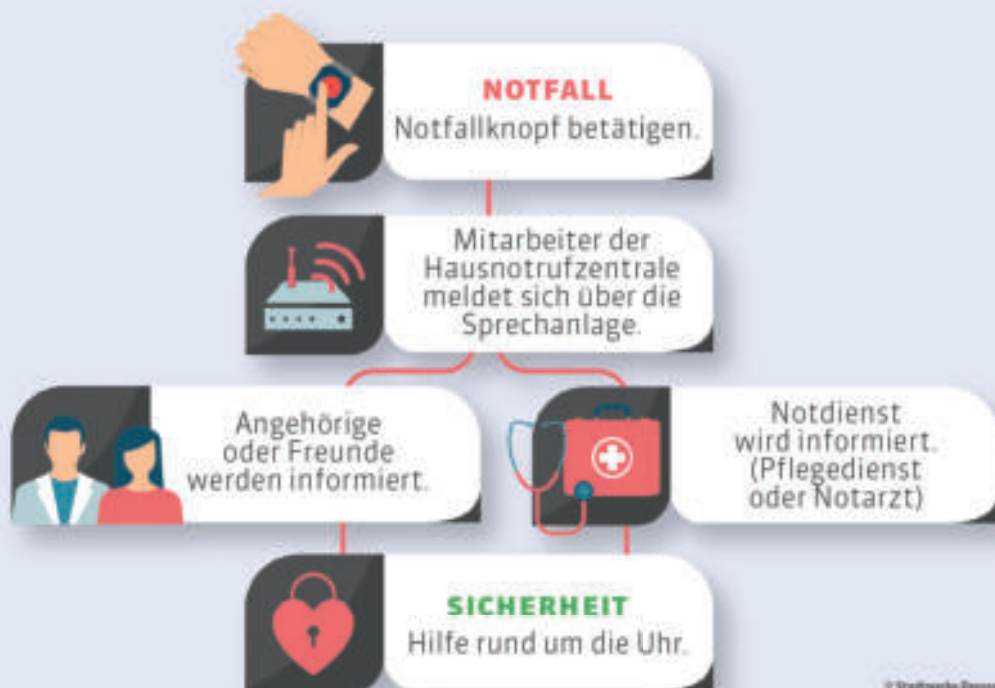 NOTFALL
Notfallknopf betätigen.
Mitarbeiter der
Hausnotrufzentrale
meldet sich über die
Sprechanlage.
Angehörige
oder Freunde
werden informiert.
Notdienst
wird informiert.
(Pflegedienst
oder Notarzt)
SICHERHEIT
Hilfe rund um die Uhr.